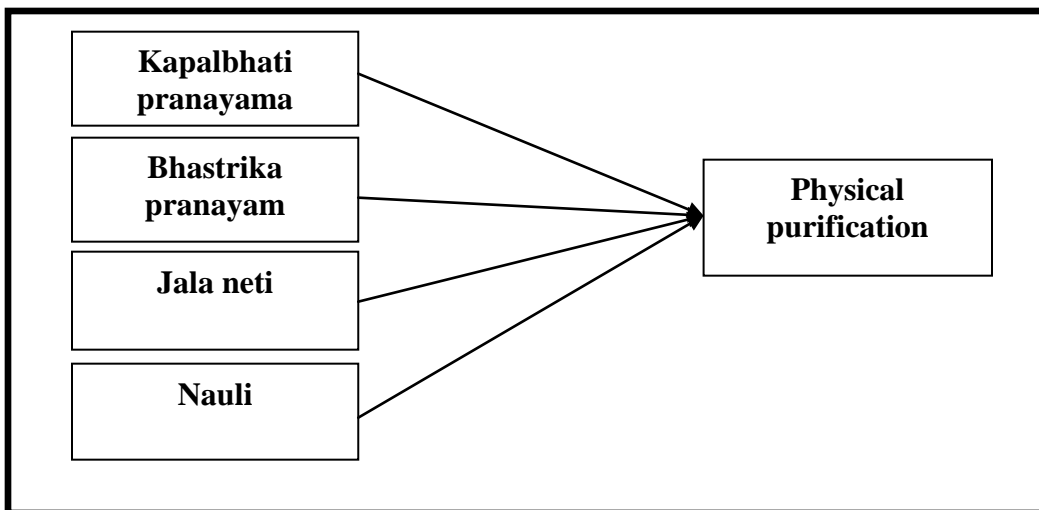 Kapalbhati
pranayama
Bhastrika
pranayam
Jala neti
Nauli
Physical
purification